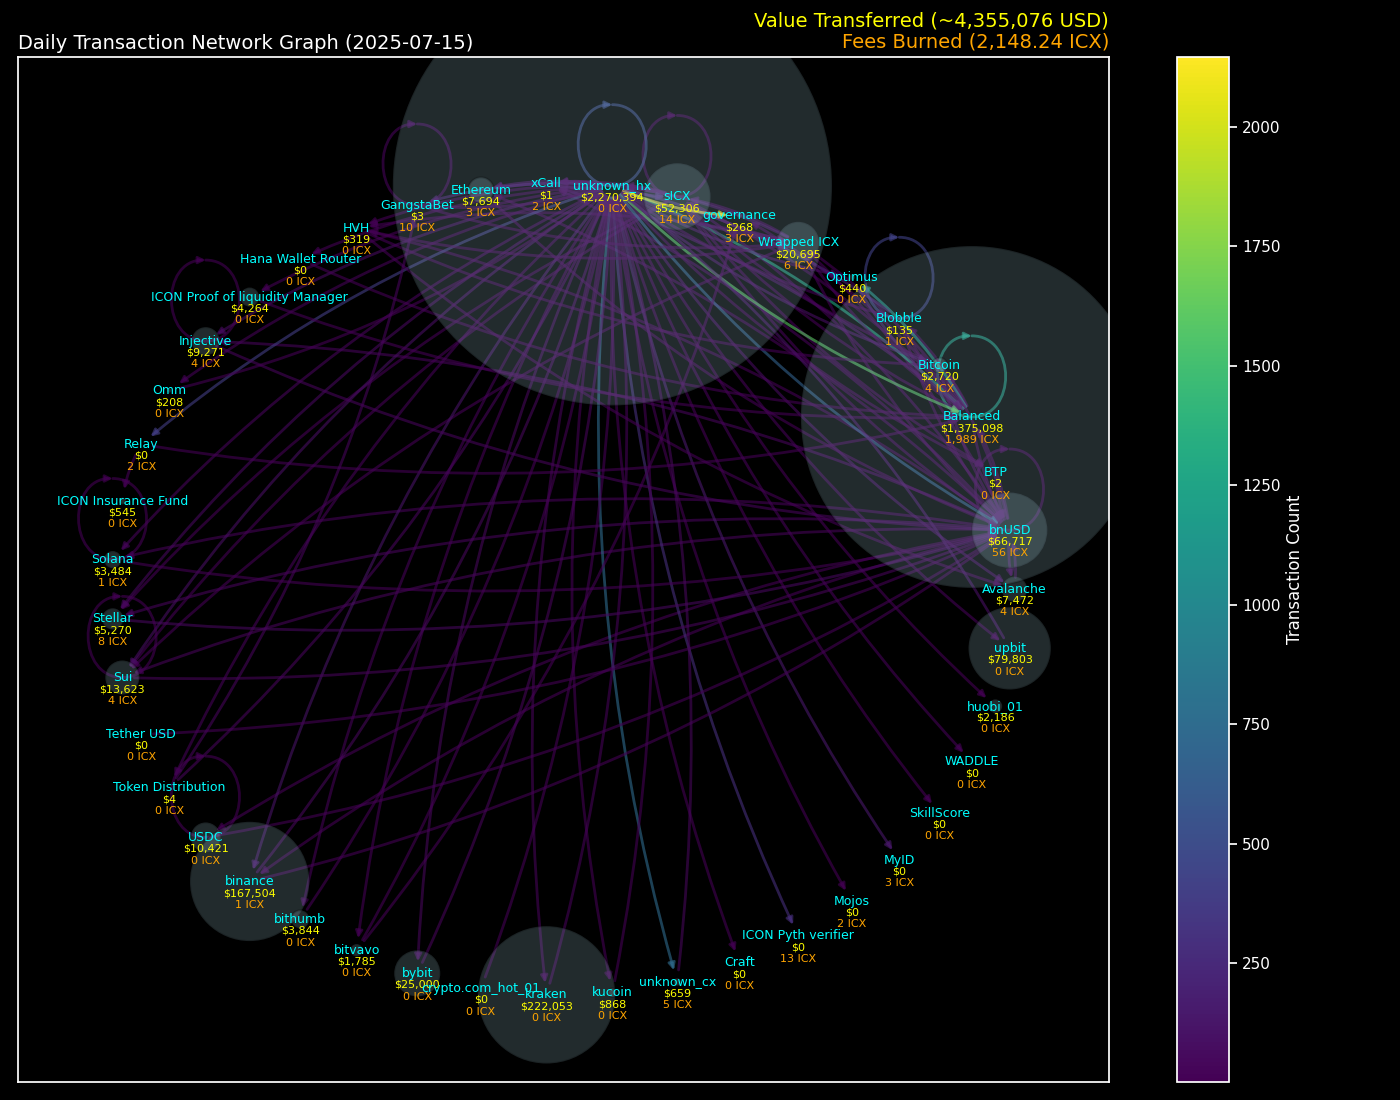 Value Transferred (~4,355,076 USD)
Daily Transaction Network Graph (2025-07-15)
Fees Burned (2,148.24 ICX)
unknown_hx
$2,270,394
0 ICX
xCall
$1
2 ICX
Ethereum
$7,694
3 ICX
GangstaBet
$3
10 ICX
HVH
$319
0 ICX
Hana Wallet Router
$0
0 ICX
ICON Proof of liquidity Manager
$4,264
0 ICX
Injective
$9,271
4 ICX
Omm
$208
0 ICX
Relay
$0
2 ICX
ICON Insurance Fund
$545
0 ICX
Solana
$3,484
1 ICX
Stellar
$5,270
8 ICX
Sui
$13,623
4 ICX
Tether USD
$0
0 ICX
Token Distribution
$4
0 ICX
USDC
$10,421
0 ICX
binance
$167,504
1 ICX
bithumb
$3,844
0 ICX
bitvavo
$1,785
0 ICX
bybit
$25,000
0 ICX
crypto.com_hot_01
$0
0 ICX
kraken
$222,053
0 ICX
kucoin
$868
0 ICX
unknown_cx
$659
5 ICX
Craft
$0
0 ICX
ICON Pyth verifier
$0
13 ICX
Mojos
$0
2 ICX
MyID
$0
3 ICX
SkillScore
$0
0 ICX
WADDLE
$0
0 ICX
huobi_01
$2,186
0 ICX
upbit
$79,803
0 ICX
Avalanche
$7,472
4 ICX
bnUSD
$66,717
56 ICX
BTP
$2
0 ICX
Balanced
$1,375,098
1,989 ICX
Bitcoin
$2,720
4 ICX
Blobble
$135
1 ICX
Optimus
$440
0 ICX
Wrapped ICX
$20,695
6 ICX
governance
$268
3 ICX
sICX
$52,306
14 ICX
2000
1750
1500
1250
1000
750
500
250
Transaction Count